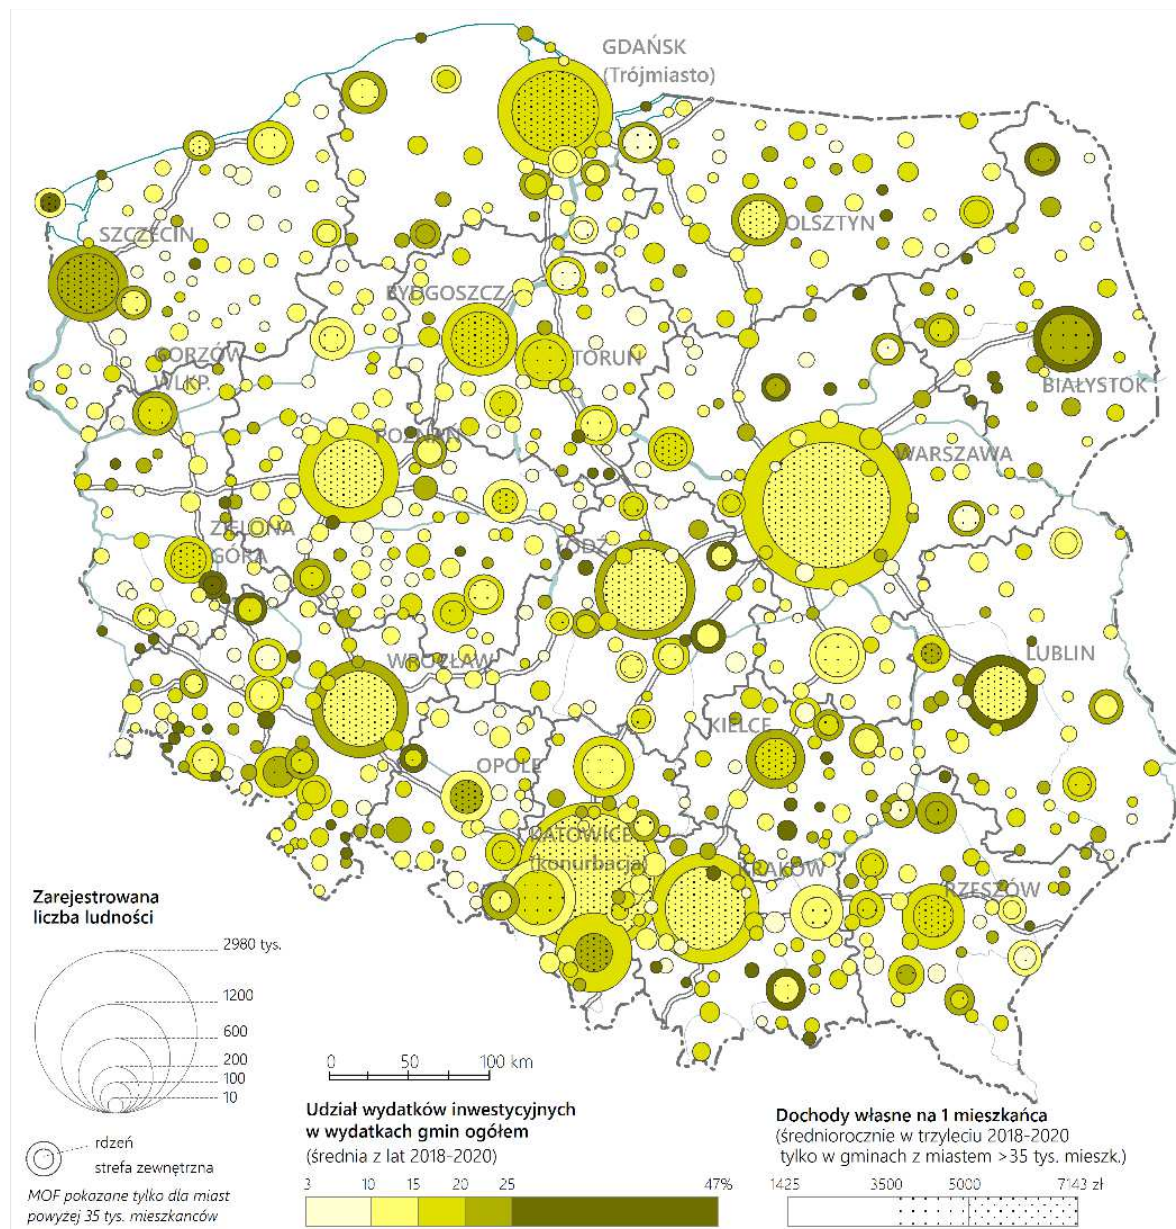 GDAŃSK
(Trójmiasto)
SZCZECIN
OLSZTYN
BYDGOSZCZ
GORZÓW
WLKP.
TORUŃ
BIAŁYSTOK
POZNAŃ
WARSZAWA
ZIELONA
GÓRA
ŁÓDŹ
WROCŁAW
LUBLIN
KIELCE
OPOLE
KATOWICE
(konurbacja)
KRAKÓW
RZESZÓW
Zarejestrowana
liczba ludności
2980 tys.
1200
600
200
100
10
rdzeń
strefa zewnętrzna
MOF pokazane tylko dla miast
powyżej 35 tys. mieszkanców
0 50 100 km
Udział wydatków inwestycyjnych
w wydatkach gmin ogółem
(średnia z lat 2018-2020)
3 10 15 20 25 47%
Dochody własne na 1 mieszkańca
(średniorocznie w trzyleciu 2018-2020
tylko w gminach z miastem >35 tys. mieszk.)
1425 3500 5000 7143 zł